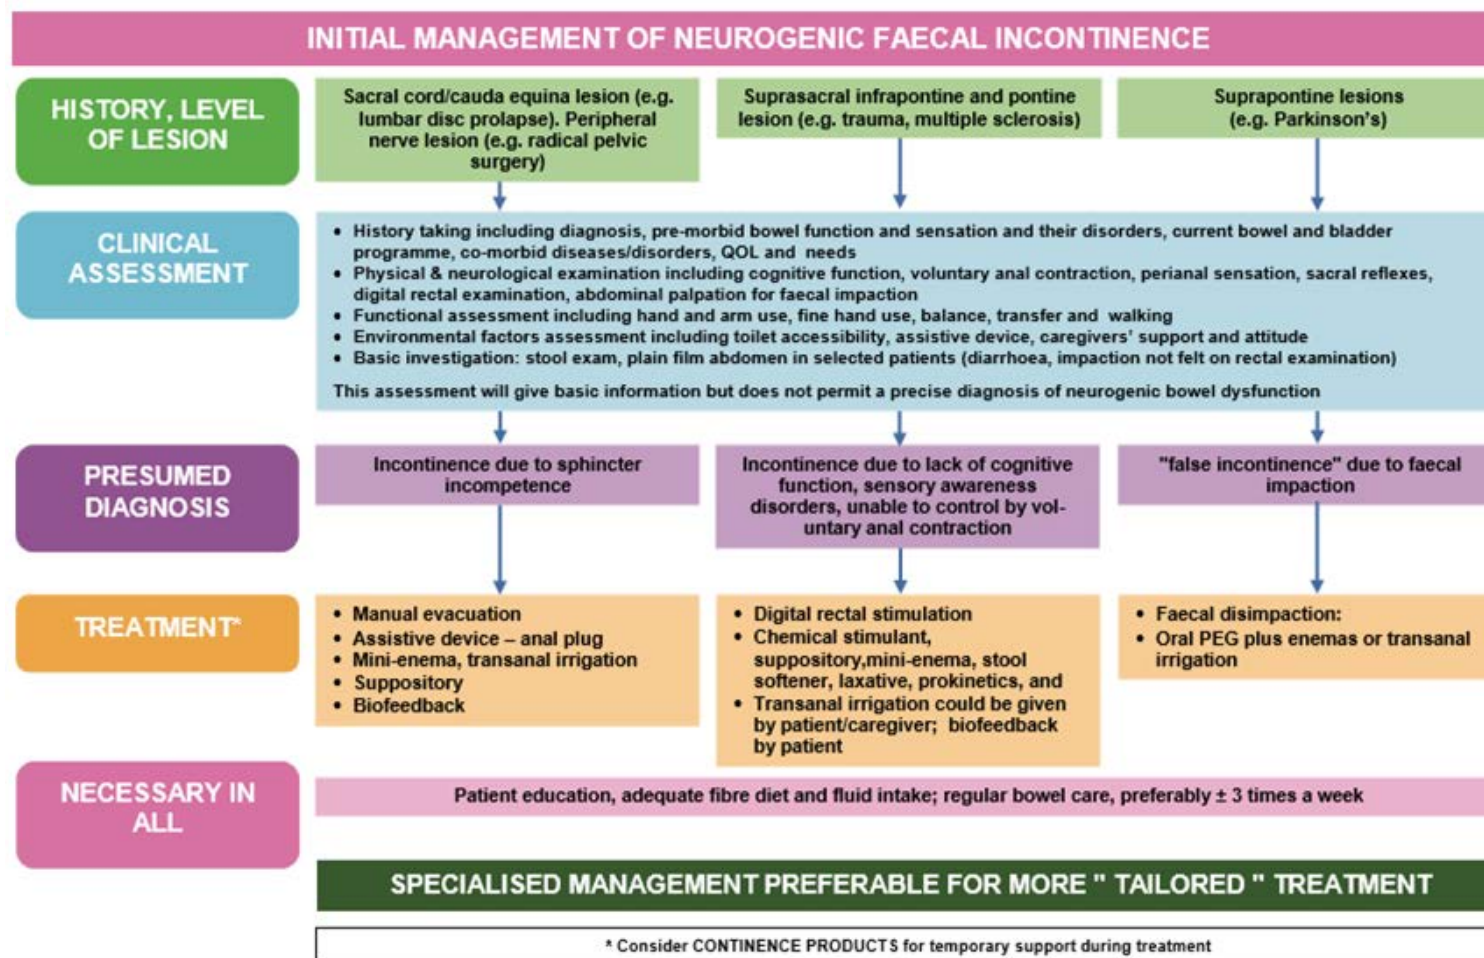 INITIAL MANAGEMENT OF NEUROGENIC FAECAL INCONTINENCE
HISTORY, LEVEL
OF LESION
Sacral cord/cauda equina lesion (e.g.
lumbar disc prolapse). Peripheral
nerve lesion (e.g. radical pelvic
surgery)
Suprasacral infrapontine and pontine
lesion (e.g. trauma, multiple sclerosis)
Suprapontine lesions
(e.g. Parkinson's)
CLINICAL
ASSESSMENT
• History taking including diagnosis, pre-morbid bowel function and sensation and their disorders, current bowel and bladder
programme, co-morbid diseases/disorders, QOL and needs
• Physical & neurological examination including cognitive function, voluntary anal contraction, perianal sensation, sacral reflexes,
digital rectal examination, abdominal palpation for faecal impaction
• Functional assessment including hand and arm use, fine hand use, balance, transfer and walking
• Environmental factors assessment including toilet accessibility, assistive device, caregivers' support and attitude
• Basic investigation: stool exam, plain film abdomen in selected patients (diarrhoea, impaction not felt on rectal examination)
This assessment will give basic information but does not permit a precise diagnosis of neurogenic bowel dysfunction
PRESUMED
DIAGNOSIS
Incontinence due to sphincter
incompetence
Incontinence due to lack of cognitive
function, sensory awareness
disorders, unable to control by vol-
untary anal contraction
"false incontinence" due to faecal
impaction
TREATMENT*
• Manual evacuation
• Assistive device – anal plug
• Mini-enema, transanal irrigation
• Suppository
• Biofeedback
• Digital rectal stimulation
• Chemical stimulant,
suppository,mini-enema, stool
softener, laxative, prokinetics, and
• Transanal irrigation could be given
by patient/caregiver; biofeedback
by patient
• Faecal disimpaction:
• Oral PEG plus enemas or transanal
irrigation
NECESSARY IN
ALL
Patient education, adequate fibre diet and fluid intake; regular bowel care, preferably ± 3 times a week
SPECIALISED MANAGEMENT PREFERABLE FOR MORE " TAILORED " TREATMENT
* Consider CONTINENCE PRODUCTS for temporary support during treatment